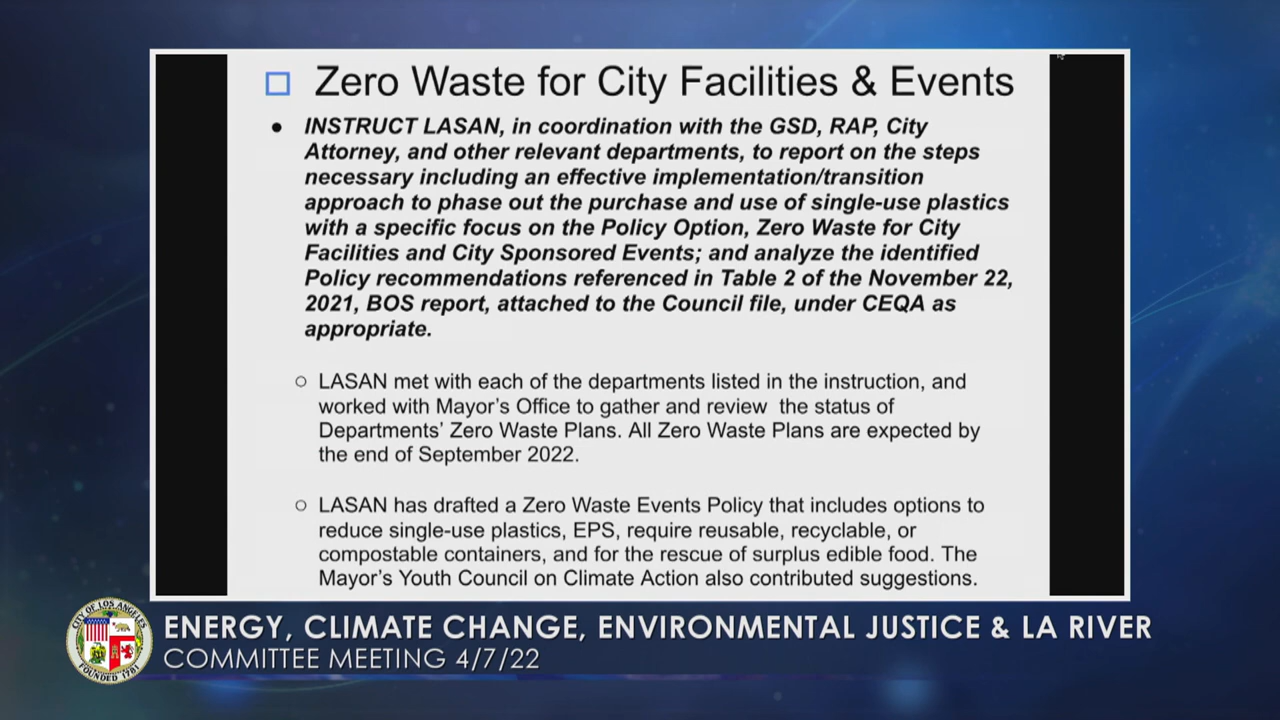 Zero Waste for City Facilities & Events
INSTRUCT LASAN, in coordination with the GSD, RAP, City
Attorney, and other relevant departments, to report on the steps
necessary including an effective implementation/transition
approach to phase out the purchase and use of single-use plastics
with a specific focus on the Policy Option, Zero Waste for City
Facilities and City Sponsored Events; and analyze the identified
Policy recommendations referenced in Table 2 of the November 22,
2021, BOS report, attached to the Council file, under CEQA as
appropriate.
LASAN met with each of the departments listed in the instruction, and
worked with Mayor's Office to gather and review the status of
Departments' Zero Waste Plans. All Zero Waste Plans are expected by
the end of September 2022.
LASAN has drafted a Zero Waste Events Policy that includes options to
reduce single-use plastics, EPS, require reusable, recyclable, or
compostable containers, and for the rescue of surplus edible food. The
Mayor's Youth Council on Climate Action also contributed suggestions.
CITY OF LOS ANGELES
FOUNDED 1781
ENERGY, CLIMATE CHANGE, ENVIRONMENTAL JUSTICE & LA RIVER
COMMITTEE MEETING 4/7/22